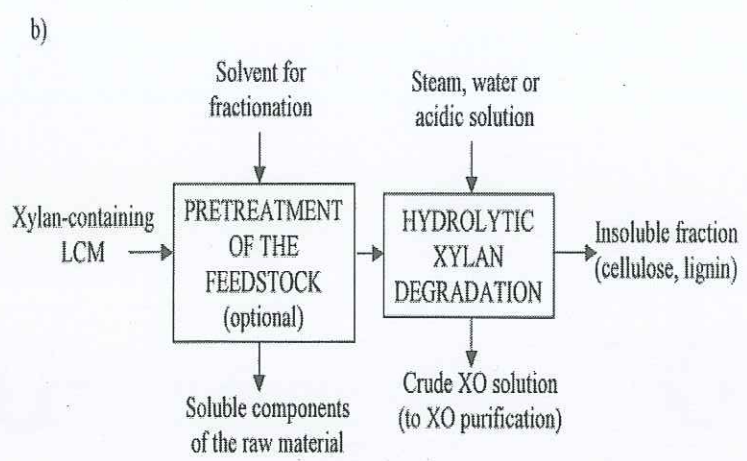 b)
Solvent for
fractionation
Steam, water or
acidic solution
Xylan-containing
LCM
PRETREATMENT
OF THE
FEEDSTOCK
(optional)
HYDROLYTIC
XYLAN
DEGRADATION
Insoluble fraction
(cellulose, lignin)
Soluble components
of the raw material
Crude XO solution
(to XO purification)